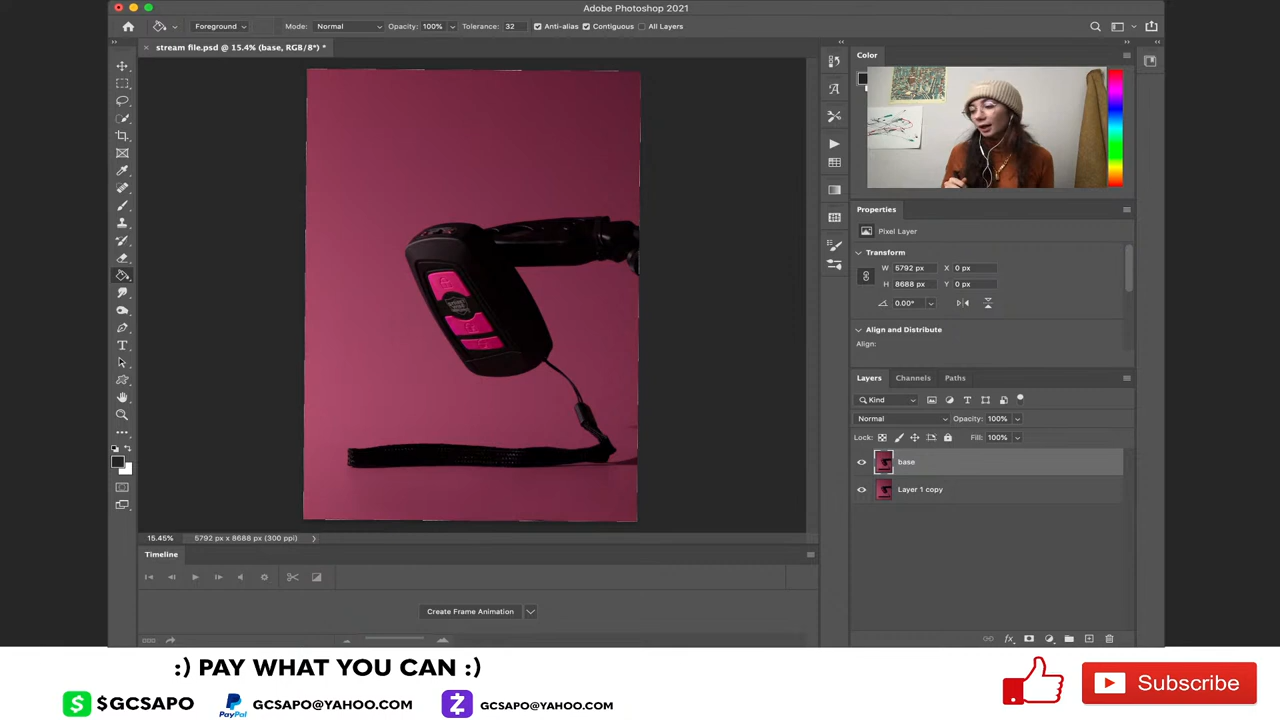 Adobe Photoshop 2021
Foreground
Mode: Normal
Opacity: 100%
Tolerance: 32
Anti-alias
Contiguous
All Layers
× stream file.psd @ 15.4% (base, RGB/8*) *
Color
Properties
Pixel Layer
Transform
W 5792 px X 0 px
H 8688 px Y 0 px
0.00°
Align and Distribute
Align:
Layers Channels Paths
Kind
Normal Opacity: 100%
Lock: Fill: 100%
base
Layer 1 copy
15.45% 5792 px x 8688 px (300 ppi)
Timeline
Create Frame Animation
:) PAY WHAT YOU CAN :)
$ $GCSAPO
PayPal GCSAPO@YAHOO.COM
GCSAPO@YAHOO.COM
Subscribe